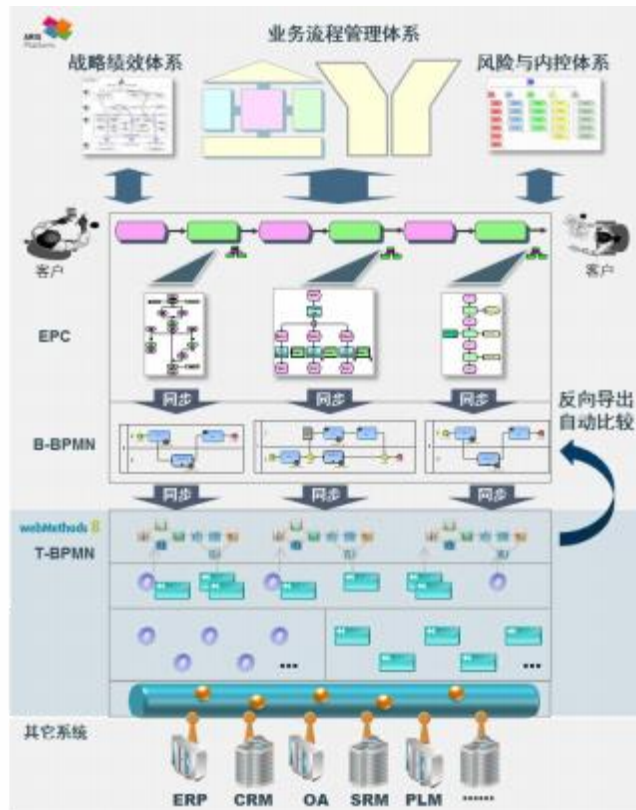 ARIS
Platform
业务流程管理体系
战略绩效体系
风险与内控体系
客户
客户
EPC
同步
同步
同步
反向导出
自动比较
B-BPMN
同步
同步
同步
webMethods 8
T-BPMN
...
...
其它系统
ERP
CRM
OA
SRM
PLM
......